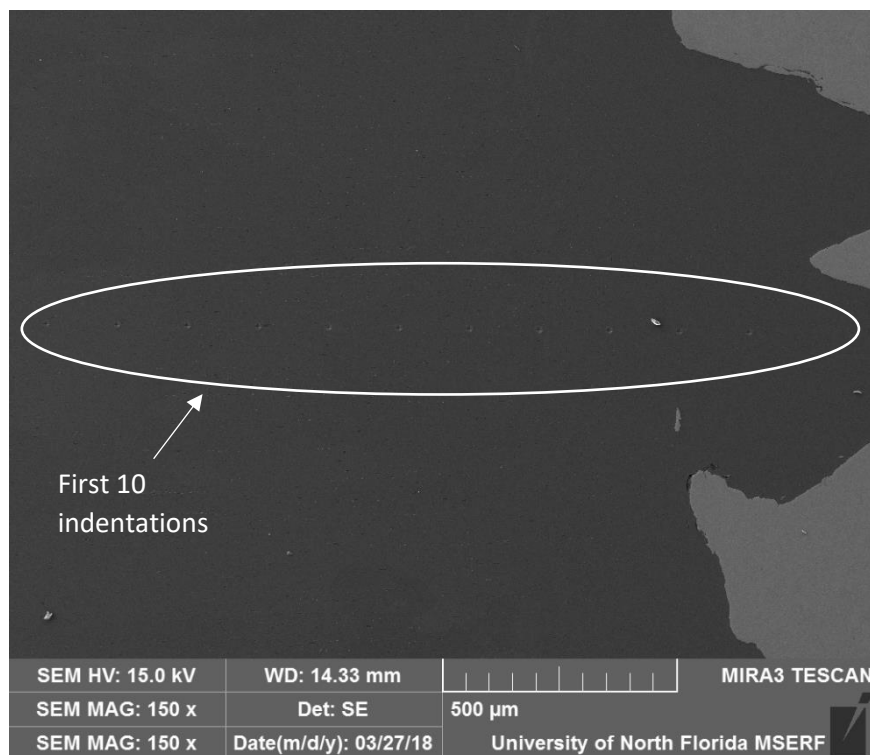 First 10
indentations
SEM HV: 15.0 kV
WD: 14.33 mm
MIRA3 TESCAN
SEM MAG: 150 x
Det: SE
500 µm
SEM MAG: 150 x
Date(m/d/y): 03/27/18
University of North Florida MSERF